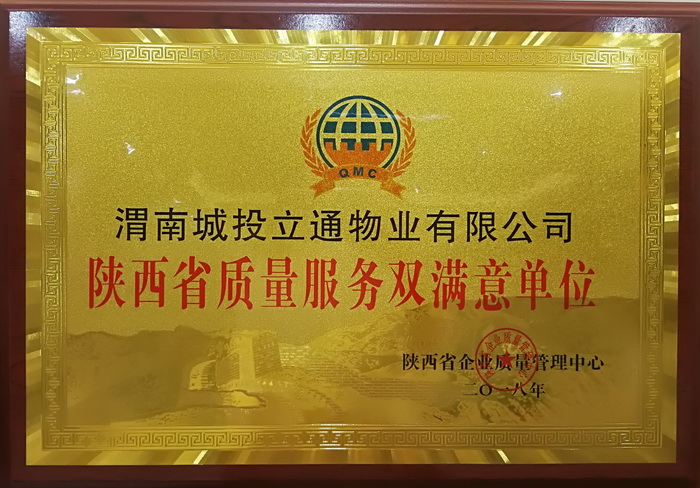 QMC
渭南城投立通物业有限公司
陕西省质量服务双满意单位
陕西省企业质量管理中心
二〇一八年